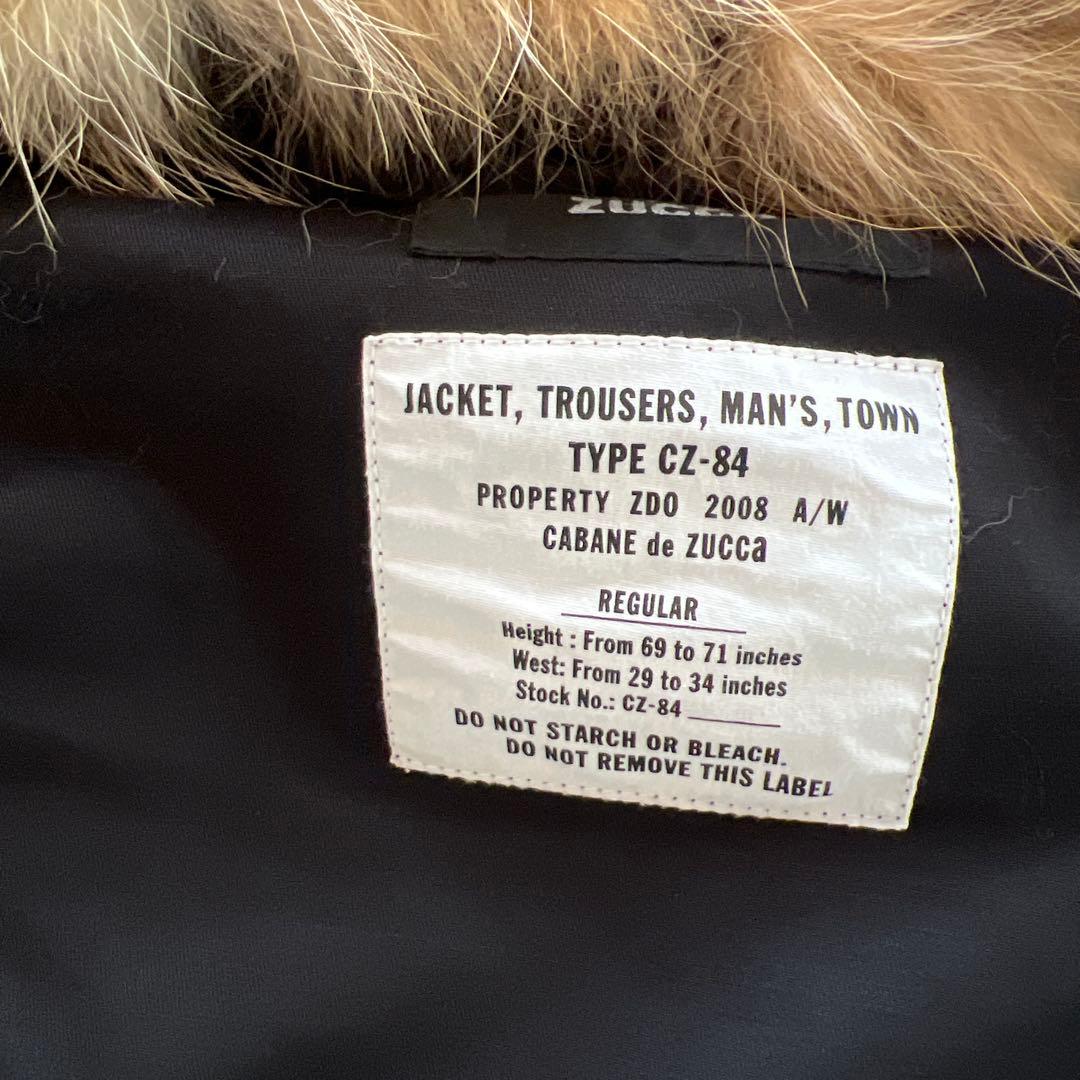 ZUCCa
JACKET, TROUSERS, MAN'S, TOWN
TYPE CZ-84
PROPERTY ZDO 2008 A/W
CABANE de ZUCCa
REGULAR
Height : From 69 to 71 inches
West: From 29 to 34 inches
Stock No.: CZ-84
DO NOT STARCH OR BLEACH.
DO NOT REMOVE THIS LABEL